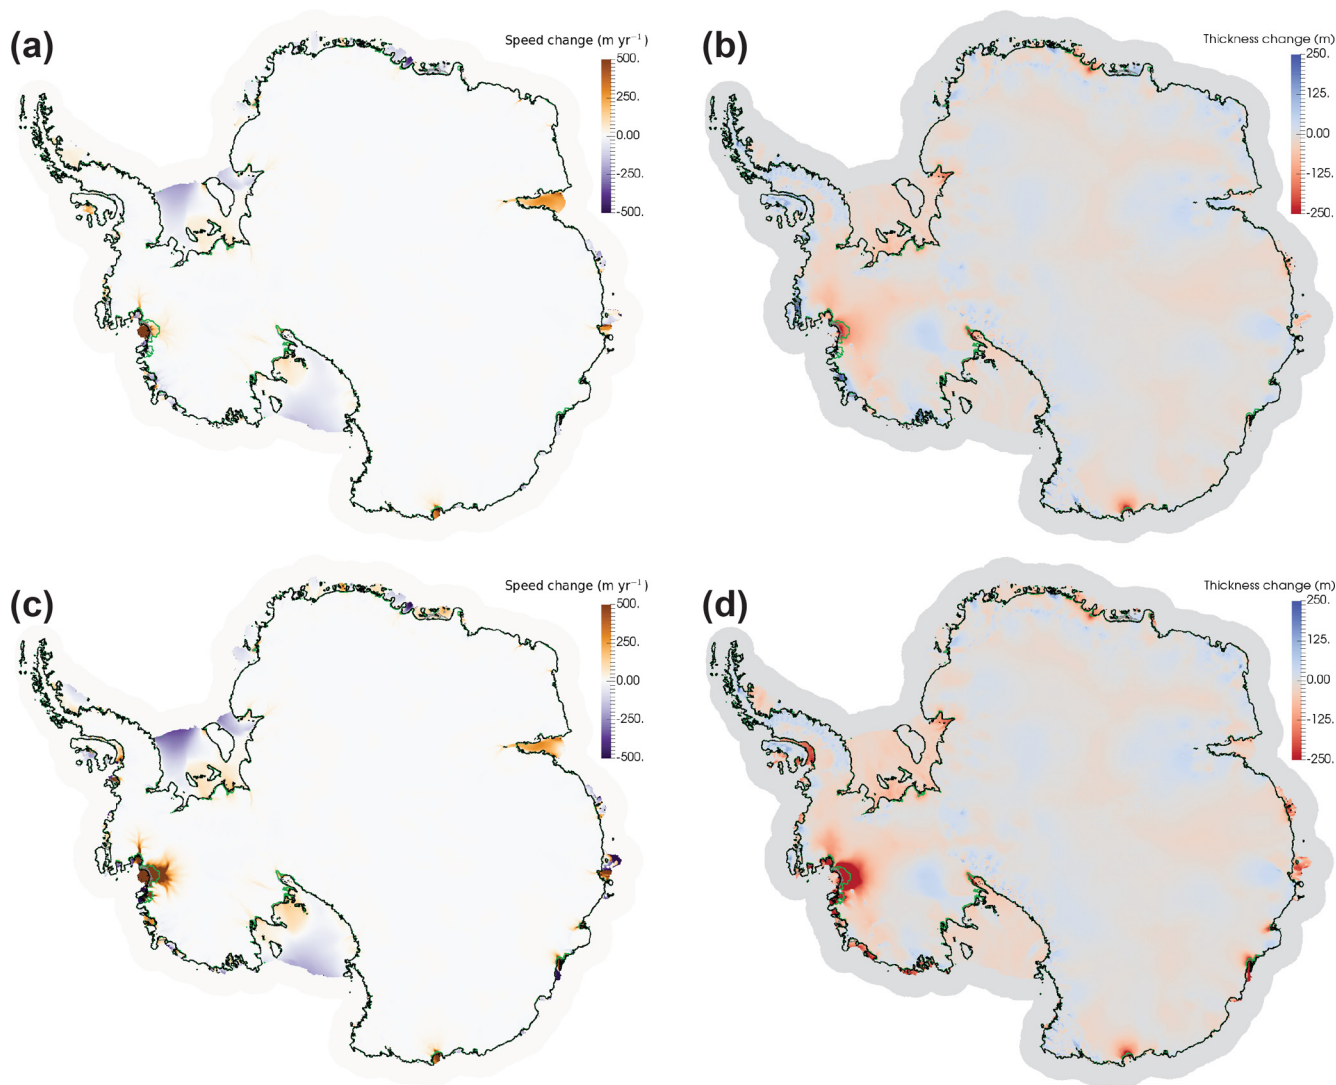 (a)
Speed change (m yr⁻¹)
500.
250.
0.00
-250.
-500.
(b)
Thickness change (m)
250.
125.
0.00
-125.
-250.
(c)
Speed change (m yr⁻¹)
500.
250.
0.00
-250.
-500.
(d)
Thickness change (m)
250.
125.
0.00
-125.
-250.